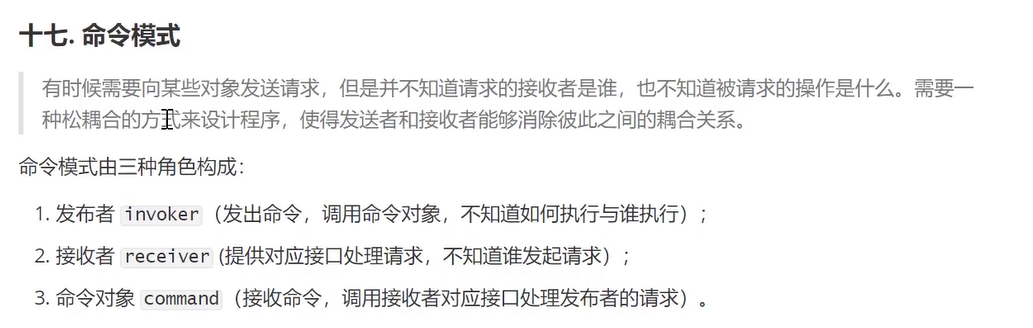 十七. 命令模式
有时候需要向某些对象发送请求，但是并不知道请求的接收者是谁，也不知道被请求的操作是什么。需要一
种松耦合的方式来设计程序，使得发送者和接收者能够消除彼此之间的耦合关系。
命令模式由三种角色构成：
1. 发布者 invoker（发出命令，调用命令对象，不知道如何执行与谁执行）；
2. 接收者 receiver (提供对应接口处理请求，不知道谁发起请求）；
3. 命令对象 command（接收命令，调用接收者对应接口处理发布者的请求）。